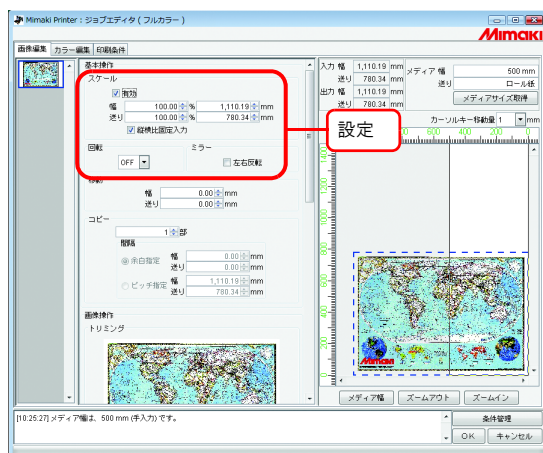 Mimaki Printer : ジョブエディタ ( フルカラー )
Mimaki
画像編集 カラー編集 印刷条件
基本操作
スケール
有効
幅 100.00 % 1,110.19 mm
送り 100.00 % 780.34 mm
縦横比固定入力
回転 ミラー
OFF 左右反転
幅 0.00 mm
送り 0.00 mm
コピー
1 部
間隔
余白指定 幅 0.00 mm
送り 0.00 mm
ピッチ指定 幅 1,110.19 mm
送り 780.34 mm
画像操作
トリミング
設定
入力 幅 1,110.19 mm
送り 780.34 mm
出力 幅 1,110.19 mm
送り 780.34 mm
メディア 幅 500 mm
送り ロール紙
メディアサイズ取得
カーソルキー移動量 1 mm
600 400 200 0
Mimaki
メディア幅 ズームアウト ズームイン
[10:25:27] メディア幅は、500 mm (手入力) です。
条件管理
OK キャンセル